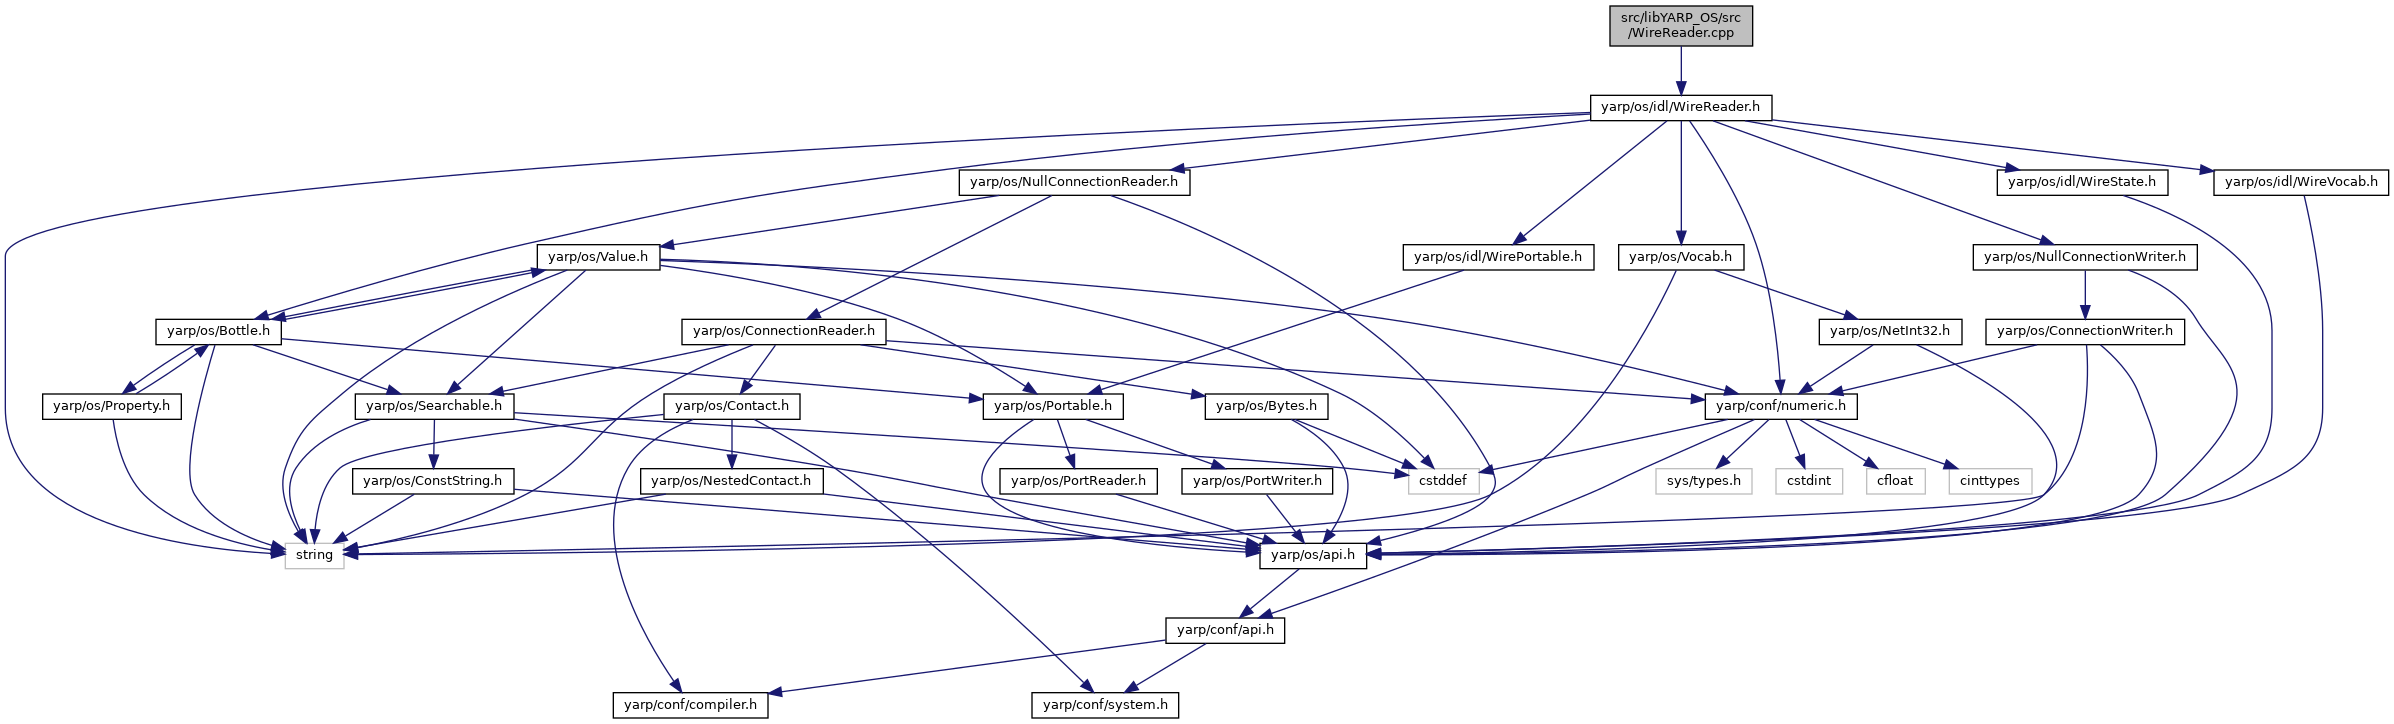 src/libYARP_OS/src
/WireReader.cpp
yarp/os/idl/WireReader.h
yarp/os/NullConnectionReader.h
yarp/os/idl/WireState.h
yarp/os/idl/WireVocab.h
yarp/os/Value.h
yarp/os/idl/WirePortable.h
yarp/os/Vocab.h
yarp/os/NullConnectionWriter.h
yarp/os/Bottle.h
yarp/os/ConnectionReader.h
yarp/os/NetInt32.h
yarp/os/ConnectionWriter.h
yarp/os/Property.h
yarp/os/Searchable.h
yarp/os/Contact.h
yarp/os/Portable.h
yarp/os/Bytes.h
yarp/conf/numeric.h
yarp/os/ConstString.h
yarp/os/NestedContact.h
yarp/os/PortReader.h
yarp/os/PortWriter.h
cstddef
sys/types.h
cstdint
cfloat
cinttypes
string
yarp/os/api.h
yarp/conf/api.h
yarp/conf/compiler.h
yarp/conf/system.h